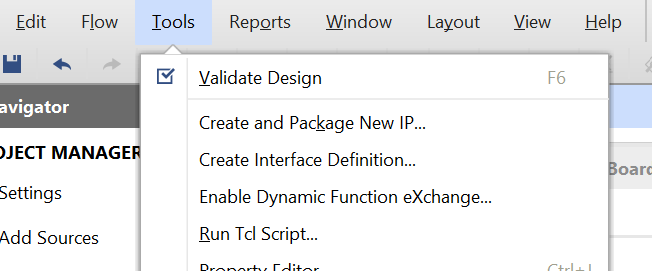 Edit Flow Tools Reports Window Layout View Help
avigator
Validate Design F6
OJECT MANAGER
Create and Package New IP...
Board
Create Interface Definition...
Settings
Enable Dynamic Function eXchange...
Add Sources
Run Tcl Script...
Property Editor Ctrl+J